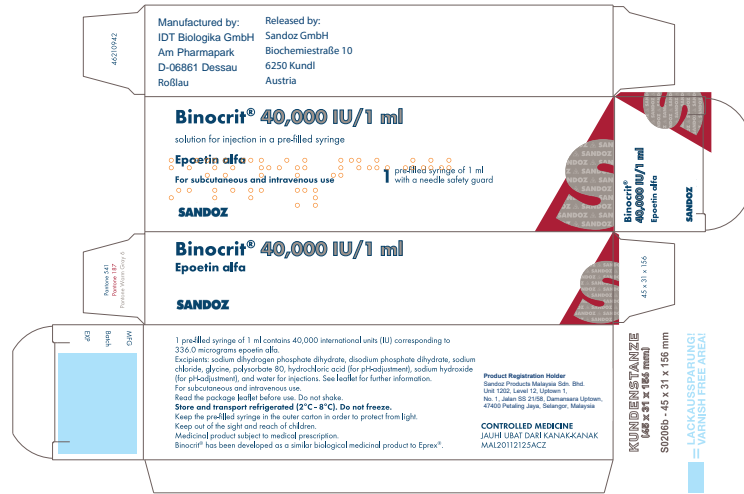 46210942
Manufactured by:
IDT Biologika GmbH
Am Pharmapark
D-06861 Dessau
Roßlau
Released by:
Sandoz GmbH
Biochemiestraße 10
6250 Kundl
Austria
Binocrit® 40,000 IU/1 ml
solution for injection in a pre-filled syringe
Epoetin alfa
For subcutaneous and intravenous use
1 pre-filled syringe of 1 ml
with a needle safety guard
SANDOZ
Binocrit®
40,000 IU/1 ml
Epoetin alfa
SANDOZ
Pantone 541
Pantone 187
Pantone Warm Gray 6
Binocrit® 40,000 IU/1 ml
Epoetin alfa
SANDOZ
45 x 31 x 156
MFG
Batch
EXP
1 pre-filled syringe of 1 ml contains 40,000 international units (IU) corresponding to
336.0 micrograms epoetin alfa.
Excipients: sodium dihydrogen phosphate dihydrate, disodium phosphate dihydrate, sodium
chloride, glycine, polysorbate 80, hydrochloric acid (for pH-adjustment), sodium hydroxide
(for pH-adjustment), and water for injections. See leaflet for further information.
For subcutaneous and intravenous use.
Read the package leaflet before use. Do not shake.
Store and transport refrigerated (2°C – 8°C). Do not freeze.
Keep the pre-filled syringe in the outer carton in order to protect from light.
Keep out of the sight and reach of children.
Medicinal product subject to medical prescription.
Binocrit® has been developed as a similar biological medicinal product to Eprex®.
Product Registration Holder
Sandoz Products Malaysia Sdn. Bhd.
Unit 1202, Level 12, Uptown 1,
No. 1, Jalan SS 21/58, Damansara Uptown,
47400 Petaling Jaya, Selangor, Malaysia
CONTROLLED MEDICINE
JAUHI UBAT DARI KANAK-KANAK
MAL20112125ACZ
KUNDENSTANZE
(45 x 31 x 156 mm)
S0206b - 45 x 31 x 156 mm
= LACKAUSSPARUNG!
VARNISH FREE AREA!